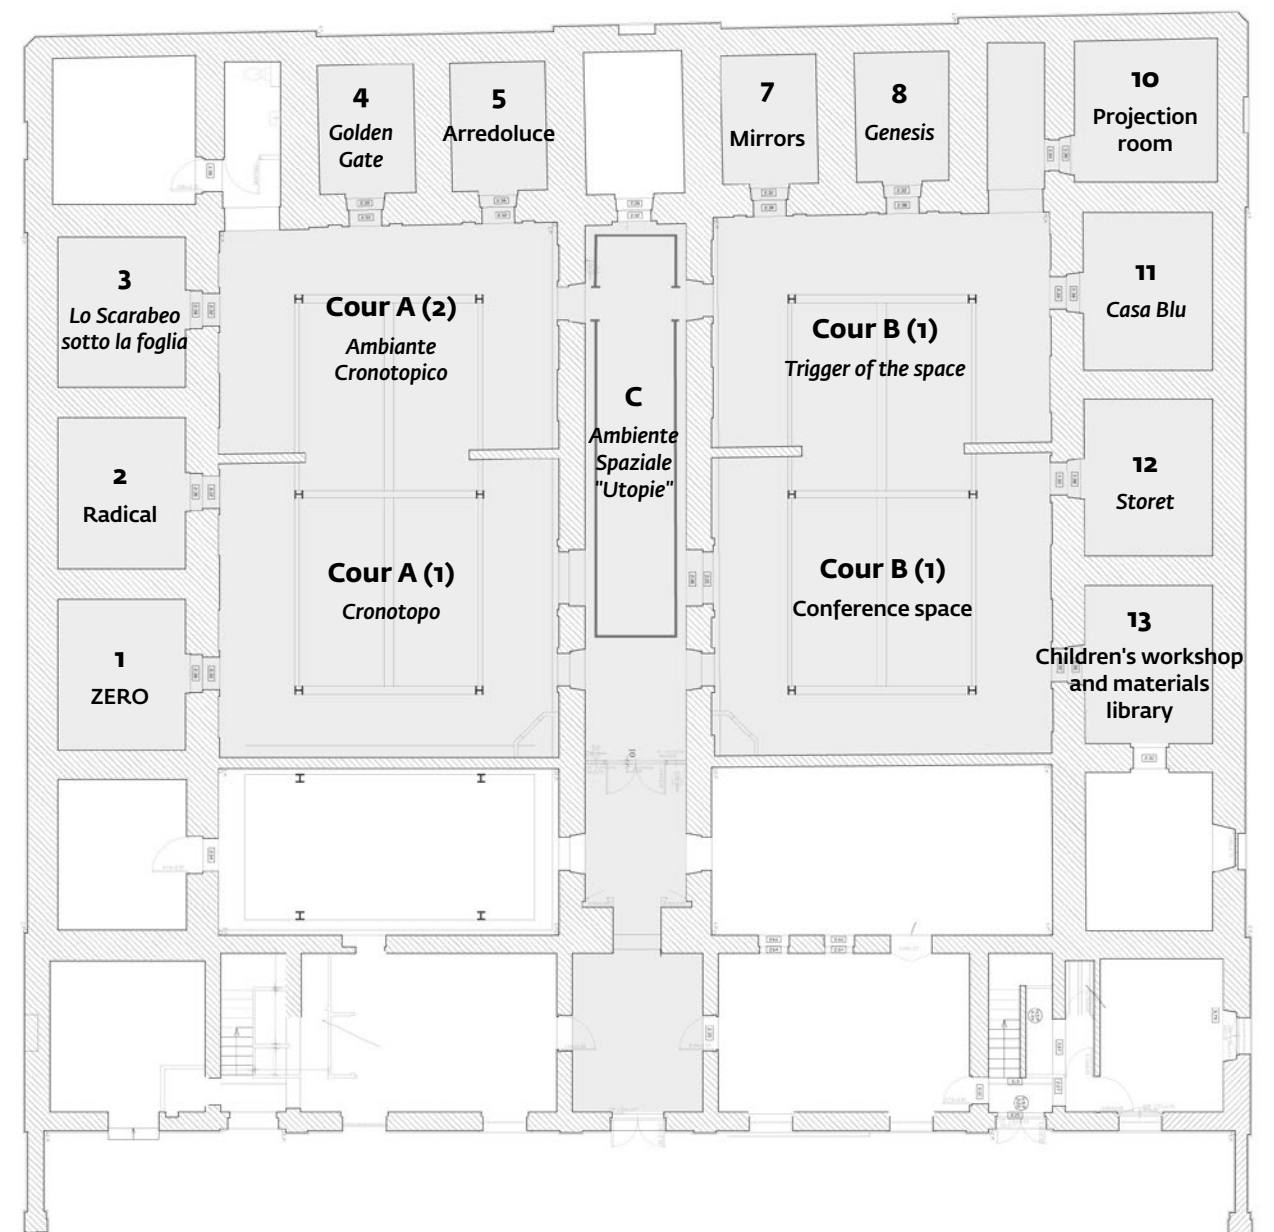 4
Golden
Gate
5
Arredoluce
7
Mirrors
8
Genesis
10
Projection
room
3
Lo Scarabeo
sotto la foglia
Cour A (2)
Ambiante
Cronotopico
C
Ambiente
Spaziale
"Utopie"
Cour B (1)
Trigger of the space
11
Casa Blu
2
Radical
12
Storet
Cour A (1)
Cronotopo
Cour B (1)
Conference space
1
ZERO
13
Children's workshop
and materials
library